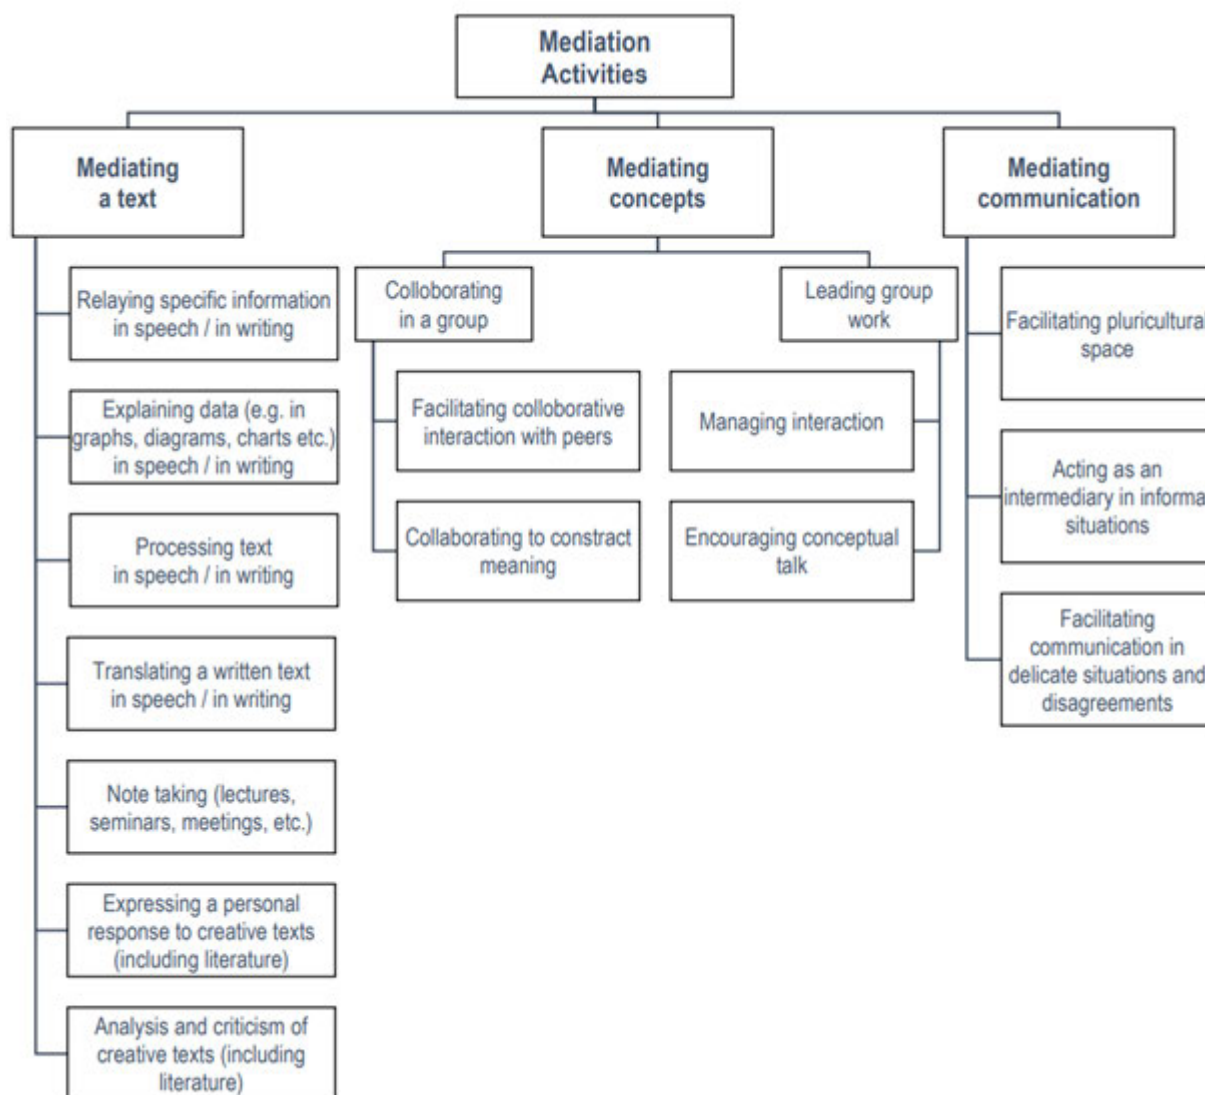 Mediation
Activities
Mediating
a text
Mediating
concepts
Mediating
communication
Relaying specific information
in speech / in writing
Explaining data (e.g. in
graphs, diagrams, charts etc.)
in speech / in writing
Processing text
in speech / in writing
Translating a written text
in speech / in writing
Note taking (lectures,
seminars, meetings, etc.)
Expressing a personal
response to creative texts
(including literature)
Analysis and criticism of
creative texts (including
literature)
Colloborating
in a group
Facilitating colloborative
interaction with peers
Collaborating to constract
meaning
Leading group
work
Managing interaction
Encouraging conceptual
talk
Facilitating pluricultural
space
Acting as an
intermediary in informa
situations
Facilitating
communication in
delicate situations and
disagreements